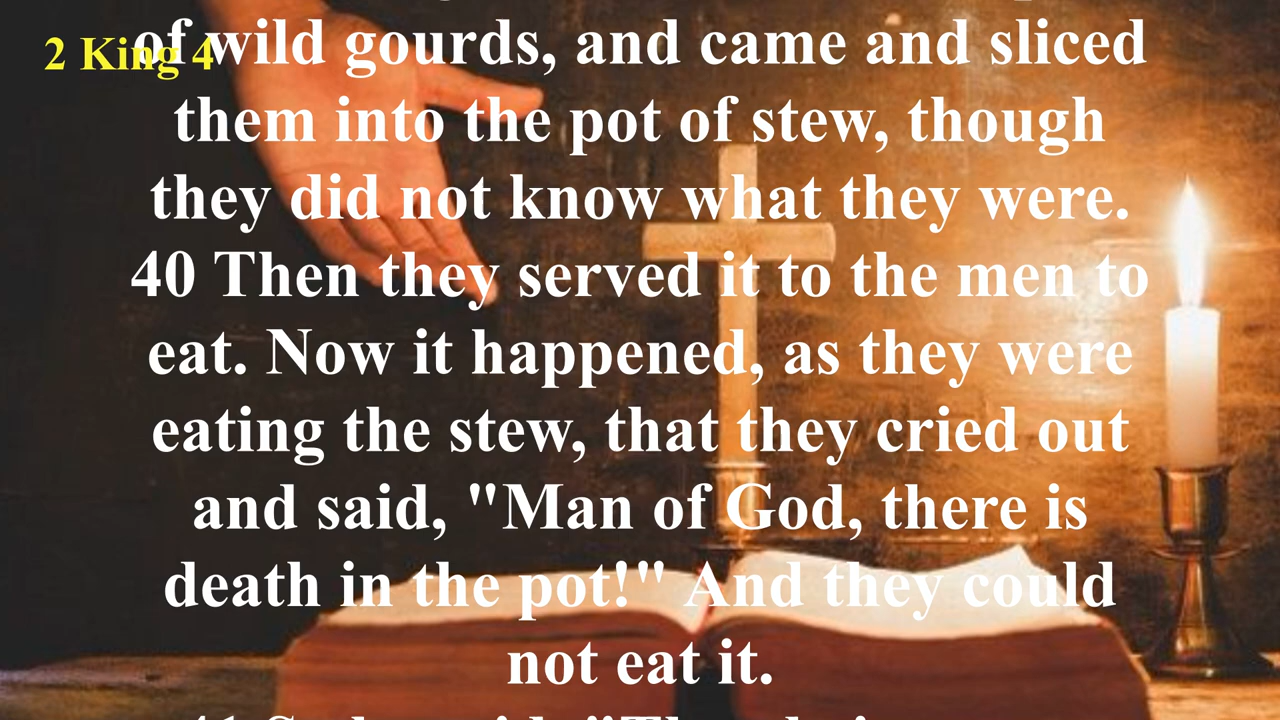 2 King 4
of wild gourds, and came and sliced
them into the pot of stew, though
they did not know what they were.
40 Then they served it to the men to
eat. Now it happened, as they were
eating the stew, that they cried out
and said, "Man of God, there is
death in the pot!" And they could
not eat it.